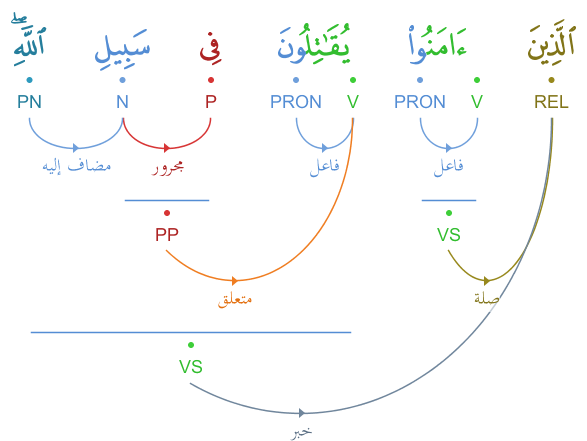 ٱلَّذِينَ ءَامَنُوا۟ يُقَٰتِلُونَ فِى سَبِيلِ ٱللَّهِ ۖ
REL V PRON V PRON P N PN
فاعل فاعل مجرور مضاف إليه
VS PP
صلة متعلق
VS
خبر